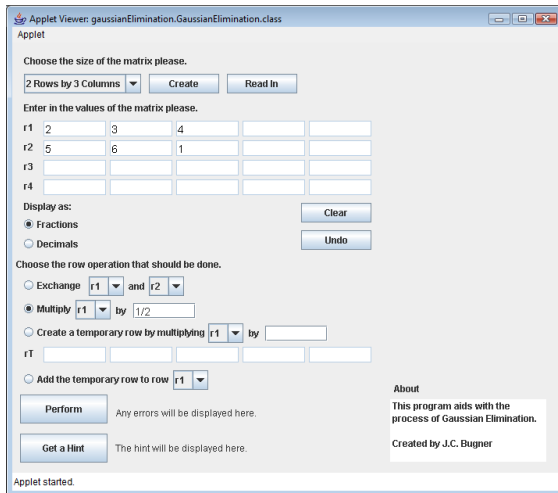 Applet Viewer: gaussianElimination.GaussianElimination.class
Applet
Choose the size of the matrix please.
2 Rows by 3 Columns Create Read In
Enter in the values of the matrix please.
r1 2 3 4
r2 5 6 1
r3
r4
Display as:
Clear
Fractions
Undo
Decimals
Choose the row operation that should be done.
Exchange r1 and r2
Multiply r1 by 1/2
Create a temporary row by multiplying r1 by
rT
Add the temporary row to row r1
About
Perform Any errors will be displayed here.
This program aids with the
process of Gaussian Elimination.
Created by J.C. Bugner
Get a Hint The hint will be displayed here.
Applet started.